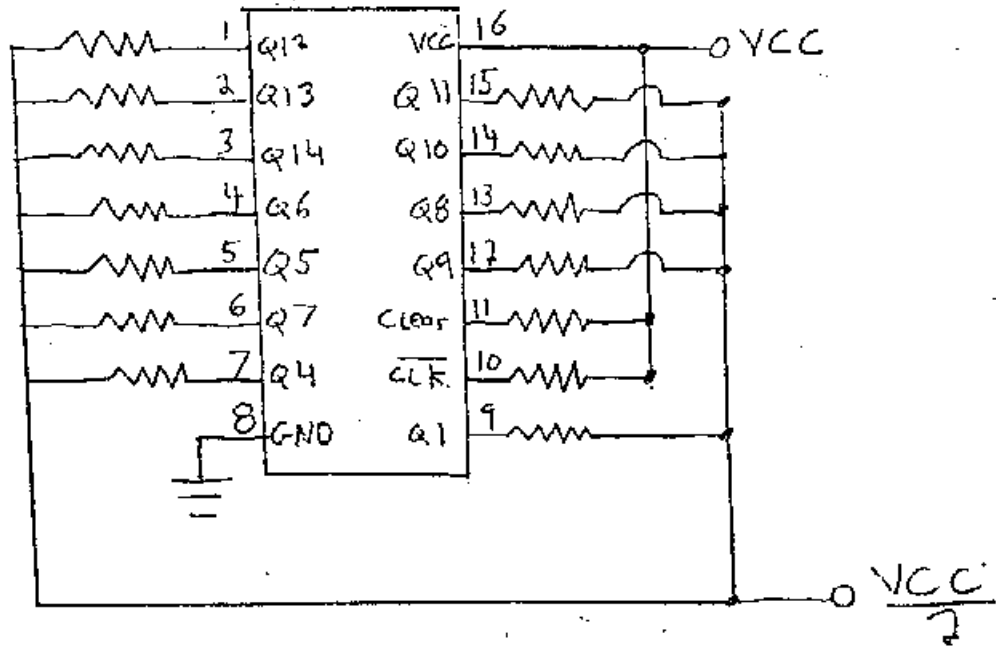 1 Q12 VCC 16 VCC
2 Q13 Q11 15
3 Q14 Q10 14
4 Q6 Q8 13
5 Q5 Q9 12
6 Q7 CLear 11
7 Q4 CLK 10
8 GND Q1 9
VCC
2